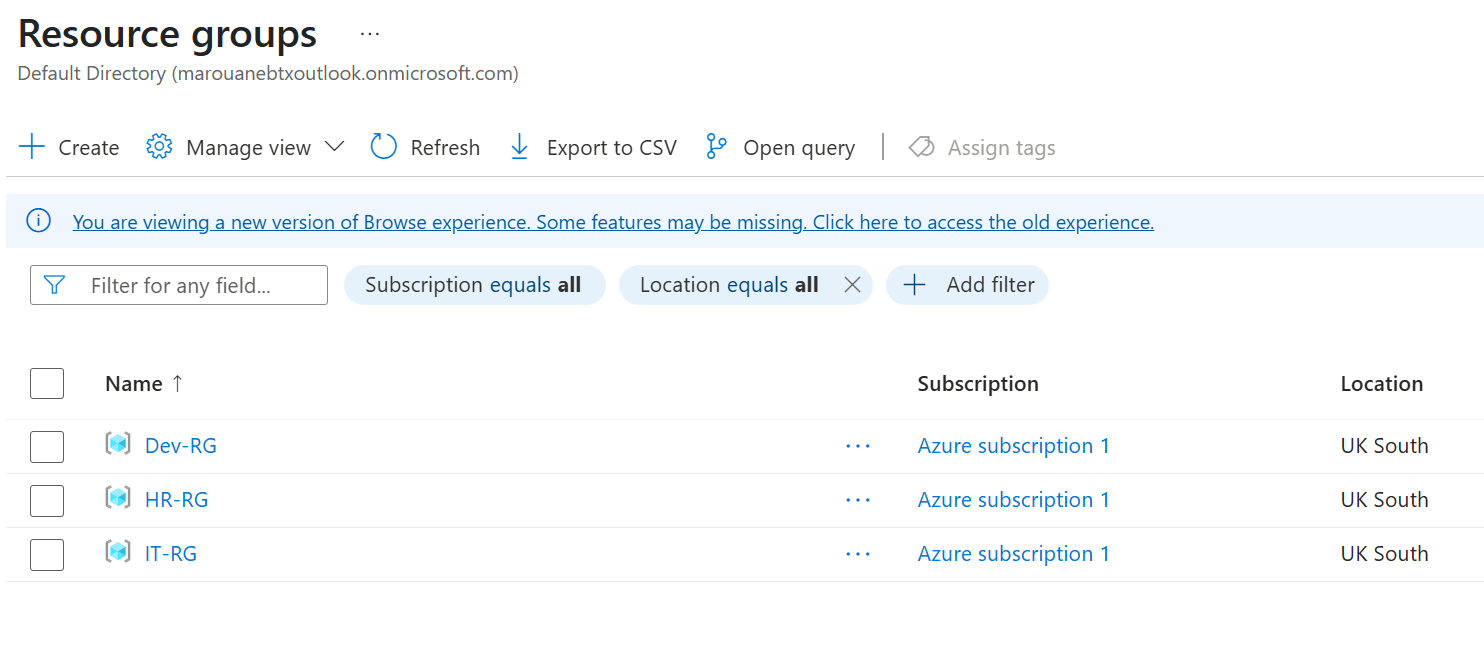 Resource groups ...
Default Directory (marouanebtxoutlook.onmicrosoft.com)
Create Manage view Refresh Export to CSV Open query Assign tags
You are viewing a new version of Browse experience. Some features may be missing. Click here to access the old experience.
Filter for any field... Subscription equals all Location equals all Add filter
Name ↑ Subscription Location
Dev-RG ... Azure subscription 1 UK South
HR-RG ... Azure subscription 1 UK South
IT-RG ... Azure subscription 1 UK South